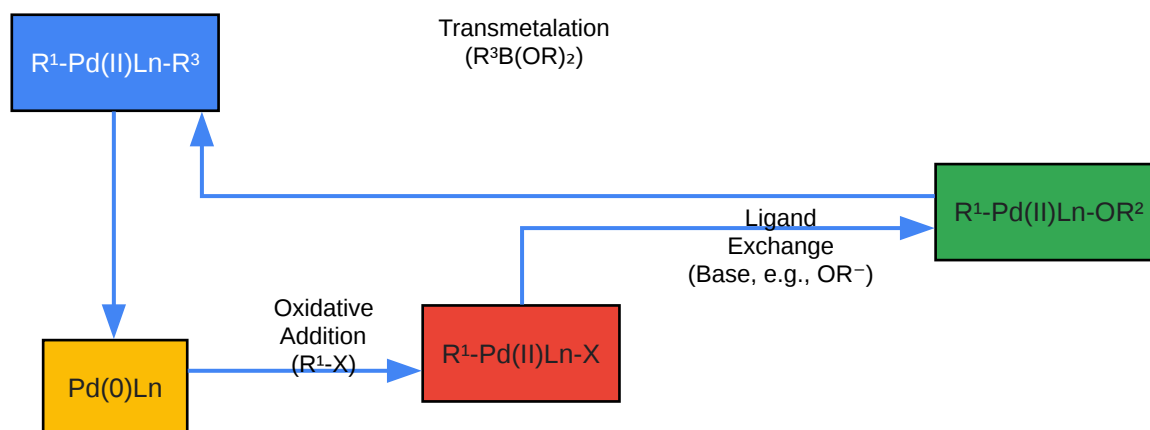 Transmetalation
(R³B(OR)₂)
R¹-Pd(II)Ln-R³
R¹-Pd(II)Ln-OR²
Ligand
Exchange
(Base, e.g., OR⁻)
Oxidative
Addition
(R¹-X)
R¹-Pd(II)Ln-X
Pd(0)Ln